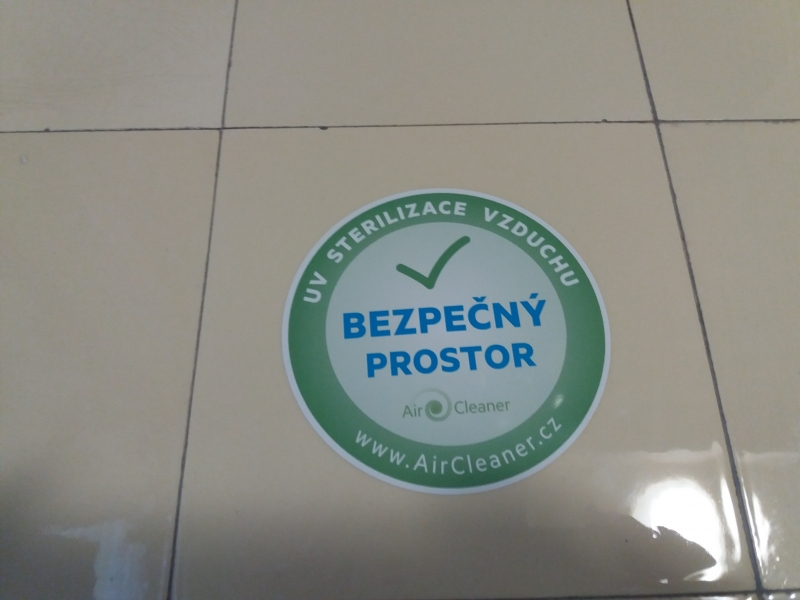 UV STERILIZACE VZDUCHU
BEZPEČNÝ
PROSTOR
Air Cleaner
www.AirCleaner.cz